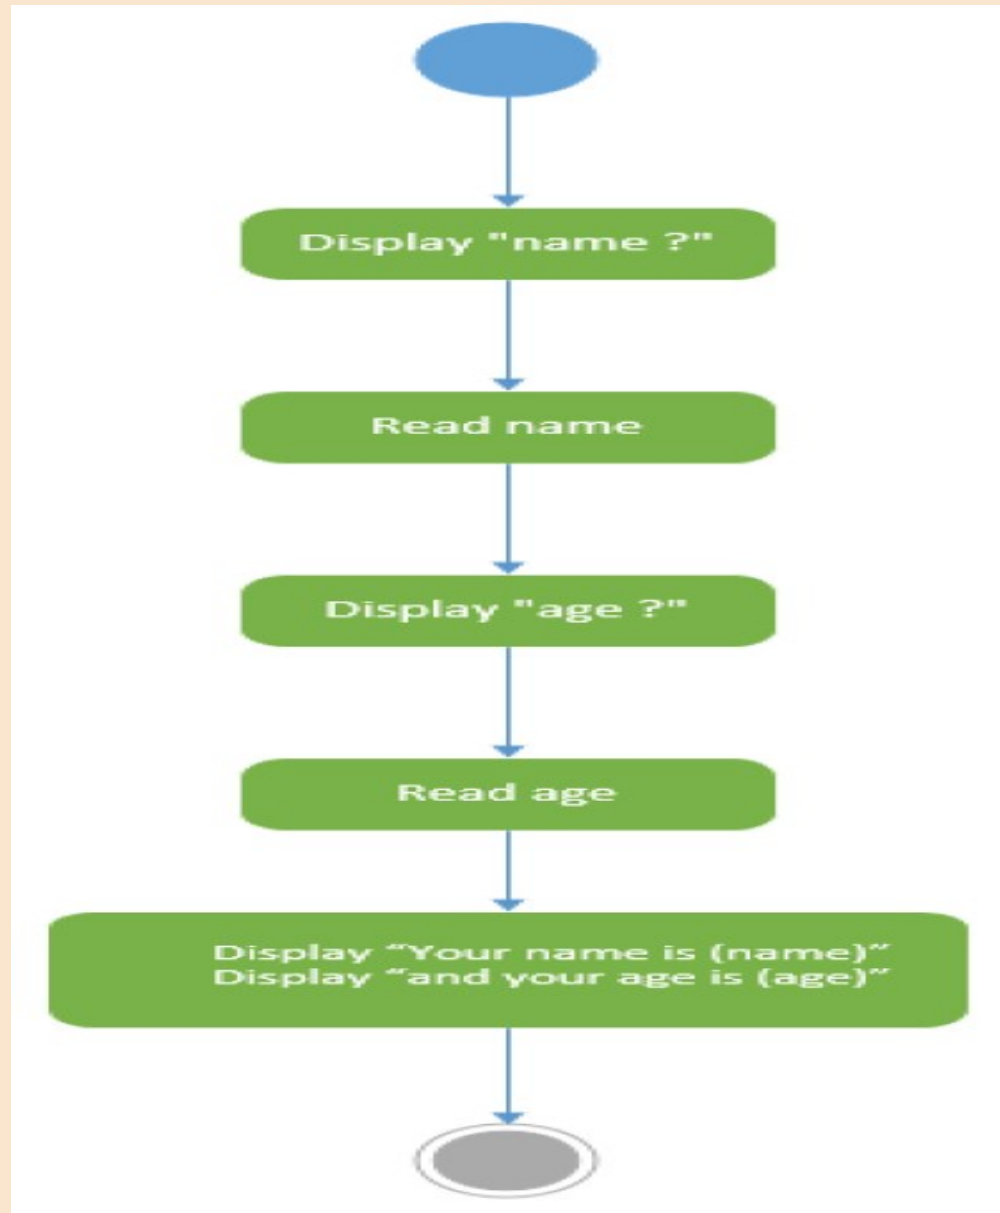 Display "name ?"
Read name
Display "age ?"
Read age
Display “Your name is (name)”
Display “and your age is (age)”